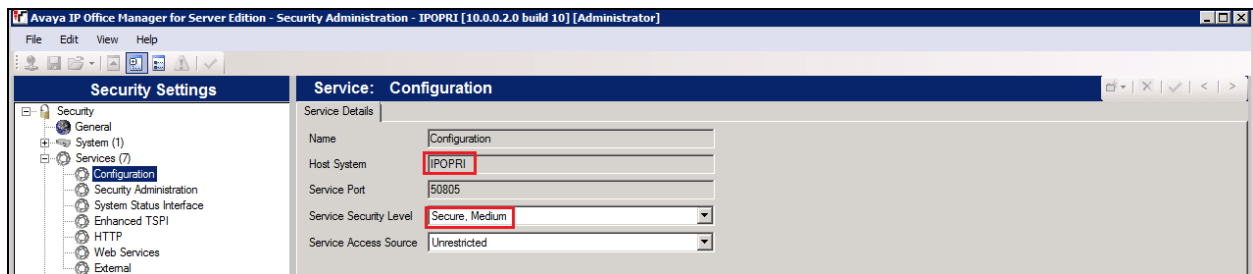 Avaya IP Office Manager for Server Edition - Security Administration - IPOPRI [10.0.0.2.0 build 10] [Administrator]
File Edit View Help
Security Settings
Service: Configuration
Security
General
System (1)
Services (7)
Configuration
Security Administration
System Status Interface
Enhanced TSPI
HTTP
Web Services
External
Service Details
Name Configuration
Host System IPOPRI
Service Port 50805
Service Security Level Secure, Medium
Service Access Source Unrestricted